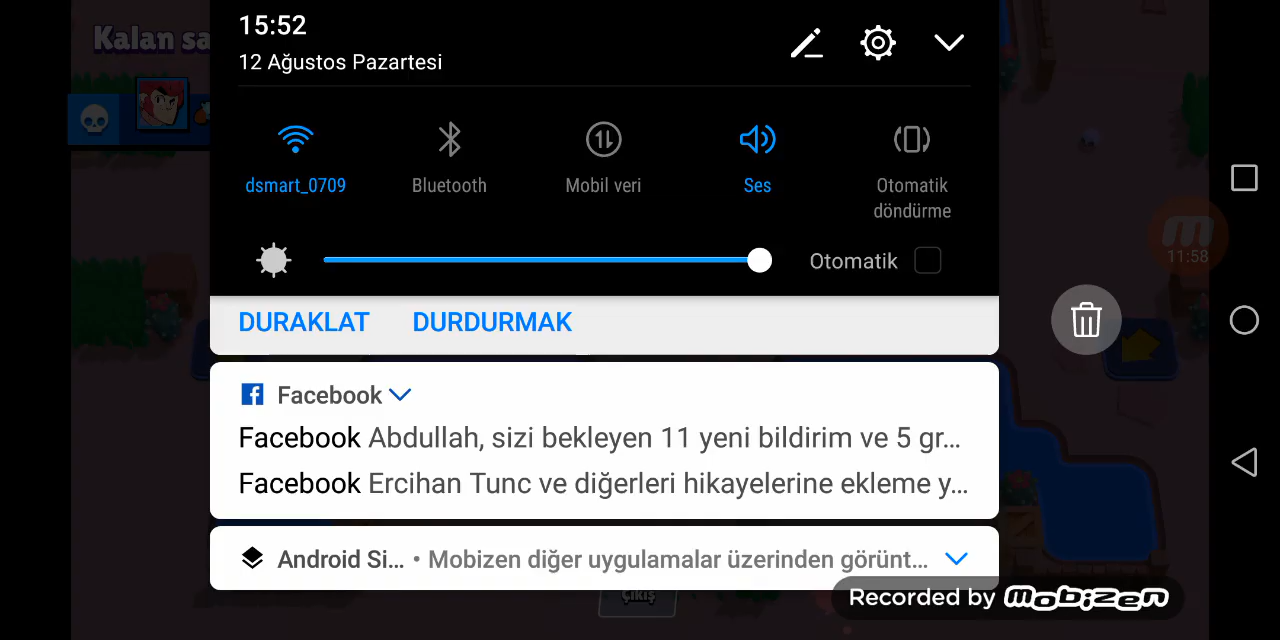 15:52
12 Ağustos Pazartesi
Kalan sa
dsmart_0709
Bluetooth
Mobil veri
Ses
Otomatik
döndürme
Otomatik
11:58
DURAKLAT DURDURMAK
Facebook
Facebook Abdullah, sizi bekleyen 11 yeni bildirim ve 5 gr...
Facebook Ercihan Tunc ve diğerleri hikayelerine ekleme y...
Android Si... • Mobizen diğer uygulamalar üzerinden görünt...
Çıkış
Recorded by mobizen